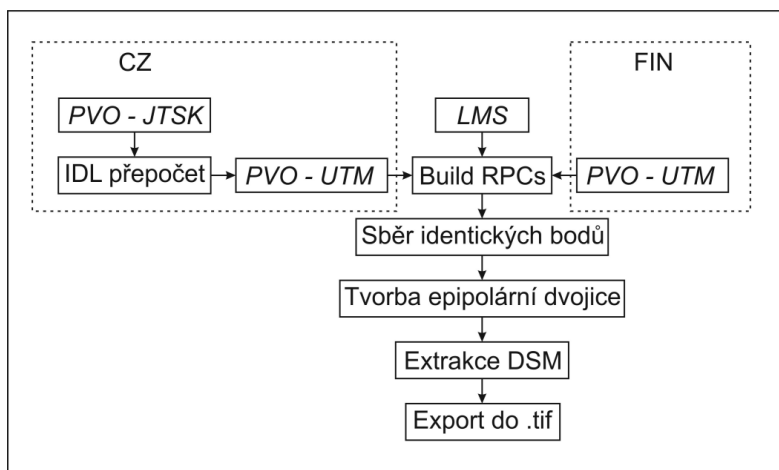 CZ
FIN
PVO - JTSK
LMS
IDL přepočet
PVO - UTM
Build RPCs
PVO - UTM
Sběr identických bodů
Tvorba epipolární dvojice
Extrakce DSM
Export do .tif